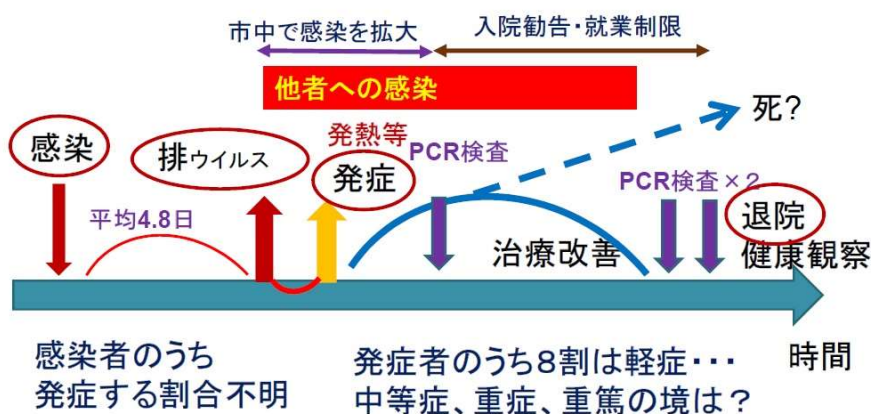 市中で感染を拡大
入院勧告・就業制限
他者への感染
死?
感染
排ウイルス
発熱等
発症
PCR検査
PCR検査×2
平均4.8日
退院
治療改善
健康観察
時間
感染者のうち
発症する割合不明
発症者のうち8割は軽症・・・
中等症、重症、重篤の境は？